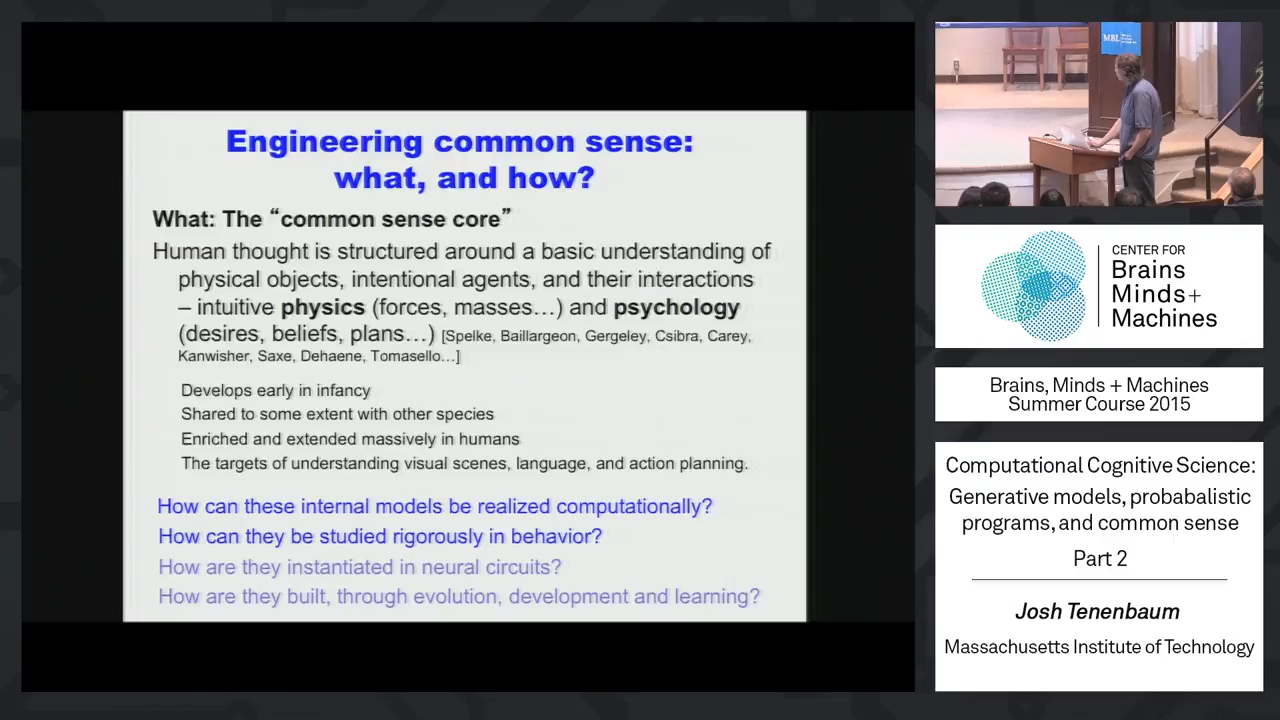 Engineering common sense:
what, and how?
What: The “common sense core”
Human thought is structured around a basic understanding of
physical objects, intentional agents, and their interactions
– intuitive physics (forces, masses…) and psychology
(desires, beliefs, plans…) [Spelke, Baillargeon, Gergeley, Csibra, Carey,
Kanwisher, Saxe, Dehaene, Tomasello…]
Develops early in infancy
Shared to some extent with other species
Enriched and extended massively in humans
The targets of understanding visual scenes, language, and action planning.
How can these internal models be realized computationally?
How can they be studied rigorously in behavior?
How are they instantiated in neural circuits?
How are they built, through evolution, development and learning?
MBL
CENTER FOR
Brains
Minds+
Machines
Brains, Minds + Machines
Summer Course 2015
Computational Cognitive Science:
Generative models, probabalistic
programs, and common sense
Part 2
Josh Tenenbaum
Massachusetts Institute of Technology